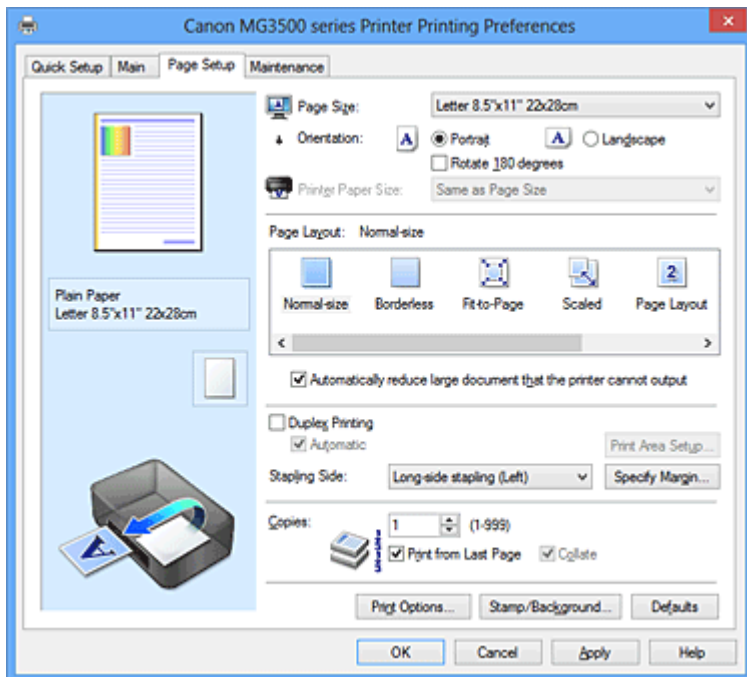 Canon MG3500 series Printer Printing Preferences
Quick Setup Main Page Setup Maintenance
Page Size: Letter 8.5"x11" 22x28cm
Orientation: A Portrait A Landscape
Rotate 180 degrees
Printer Paper Size: Same as Page Size
Page Layout: Normal-size
2
Normal-size Borderless Fit-to-Page Scaled Page Layout
Plain Paper
Letter 8.5"x11" 22x28cm
Automatically reduce large document that the printer cannot output
Duplex Printing
Automatic Print Area Setup...
Stapling Side: Long-side stapling (Left) Specify Margin...
Copies: 1 (1-999)
Print from Last Page Collate
A
Print Options... Stamp/Background... Defaults
OK Cancel Apply Help